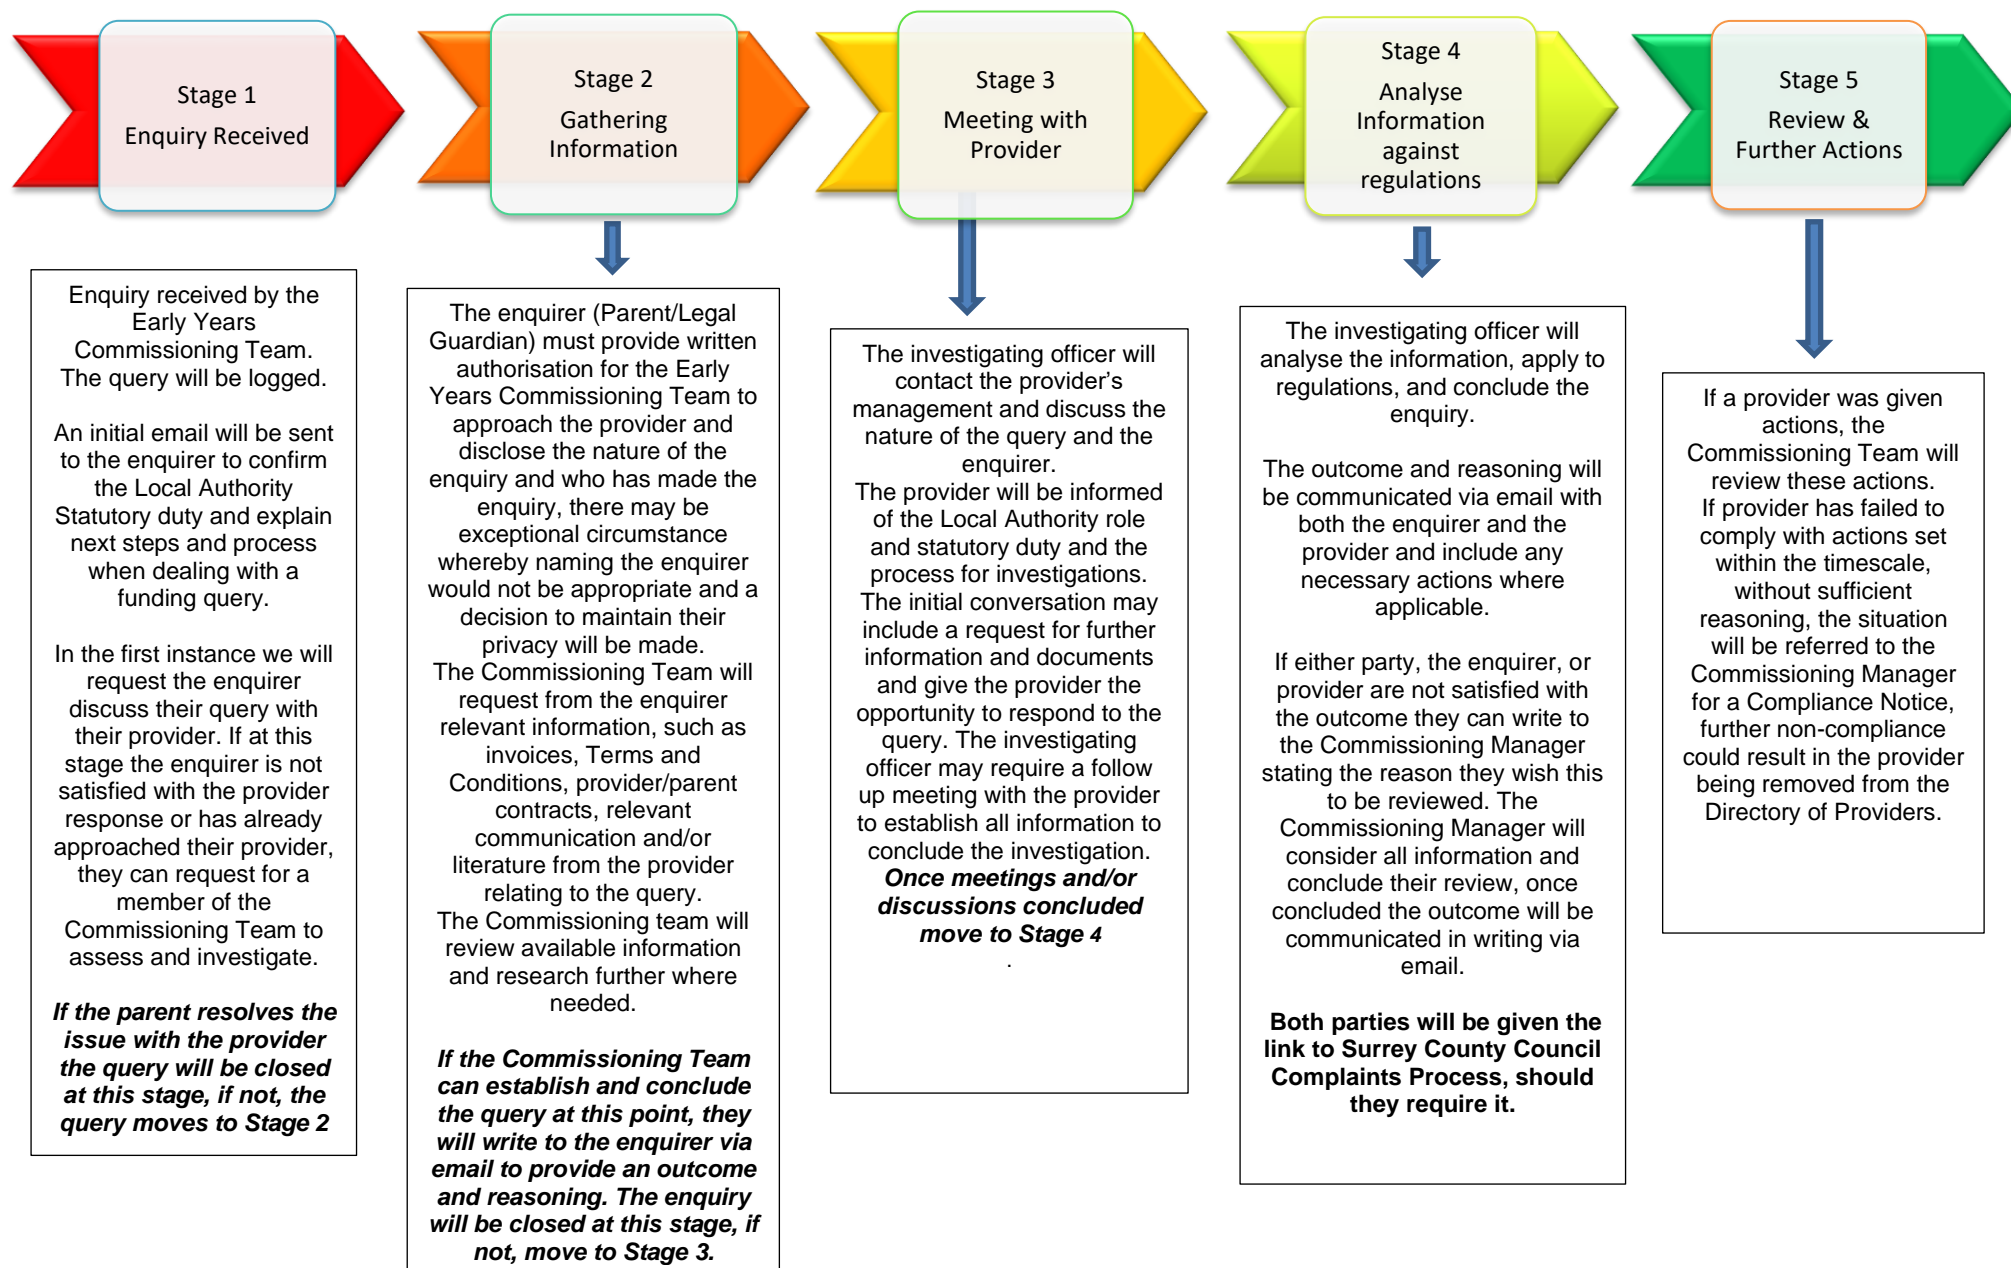 Stage 1
Enquiry Received
Stage 2
Gathering
Information
Stage 3
Meeting with
Provider
Stage 4
Analyse
Information
against
regulations
Stage 5
Review &
Further Actions
Enquiry received by the
Early Years
Commissioning Team.
The query will be logged.
An initial email will be sent
to the enquirer to confirm
the Local Authority
Statutory duty and explain
next steps and process
when dealing with a
funding query.
In the first instance we will
request the enquirer
discuss their query with
their provider. If at this
stage the enquirer is not
satisfied with the provider
response or has already
approached their provider,
they can request for a
member of the
Commissioning Team to
assess and investigate.
If the parent resolves the
issue with the provider
the query will be closed
at this stage, if not, the
query moves to Stage 2
The enquirer (Parent/Legal
Guardian) must provide written
authorisation for the Early
Years Commissioning Team to
approach the provider and
disclose the nature of the
enquiry and who has made the
enquiry, there may be
exceptional circumstance
whereby naming the enquirer
would not be appropriate and a
decision to maintain their
privacy will be made.
The Commissioning Team will
request from the enquirer
relevant information, such as
invoices, Terms and
Conditions, provider/parent
contracts, relevant
communication and/or
literature from the provider
relating to the query.
The Commissioning team will
review available information
and research further where
needed.
If the Commissioning Team
can establish and conclude
the query at this point, they
will write to the enquirer via
email to provide an outcome
and reasoning. The enquiry
will be closed at this stage, if
not, move to Stage 3.
The investigating officer will
contact the provider’s
management and discuss the
nature of the query and the
enquirer.
The provider will be informed
of the Local Authority role
and statutory duty and the
process for investigations.
The initial conversation may
include a request for further
information and documents
and give the provider the
opportunity to respond to the
query. The investigating
officer may require a follow
up meeting with the provider
to establish all information to
conclude the investigation.
Once meetings and/or
discussions concluded
move to Stage 4
.
The investigating officer will
analyse the information, apply to
regulations, and conclude the
enquiry.
The outcome and reasoning will
be communicated via email with
both the enquirer and the
provider and include any
necessary actions where
applicable.
If either party, the enquirer, or
provider are not satisfied with
the outcome they can write to
the Commissioning Manager
stating the reason they wish this
to be reviewed. The
Commissioning Manager will
consider all information and
conclude their review, once
concluded the outcome will be
communicated in writing via
email.
Both parties will be given the
link to Surrey County Council
Complaints Process, should
they require it.
If a provider was given
actions, the
Commissioning Team will
review these actions.
If provider has failed to
comply with actions set
within the timescale,
without sufficient
reasoning, the situation
will be referred to the
Commissioning Manager
for a Compliance Notice,
further non-compliance
could result in the provider
being removed from the
Directory of Providers.